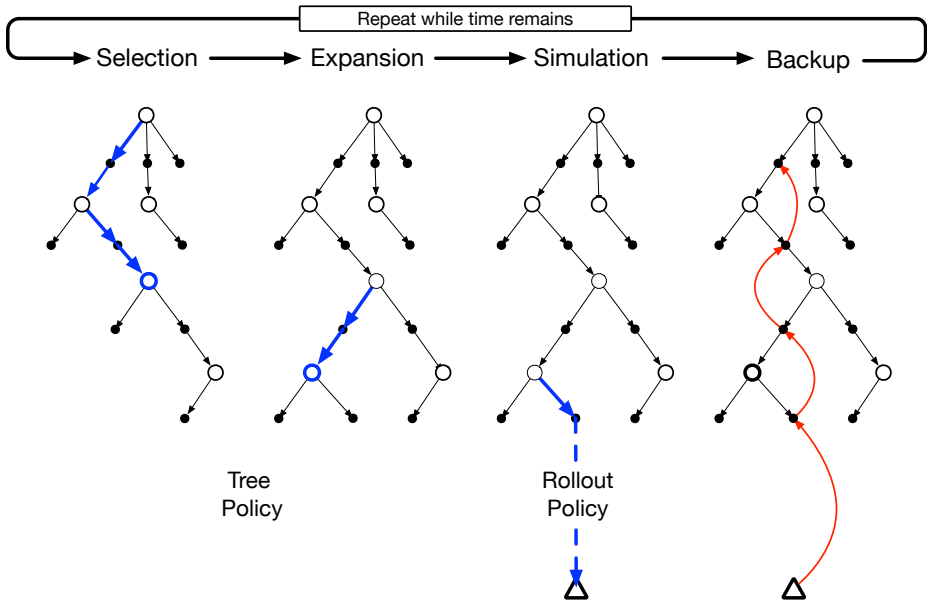 Repeat while time remains
Selection
Expansion
Simulation
Backup
Tree
Policy
Rollout
Policy